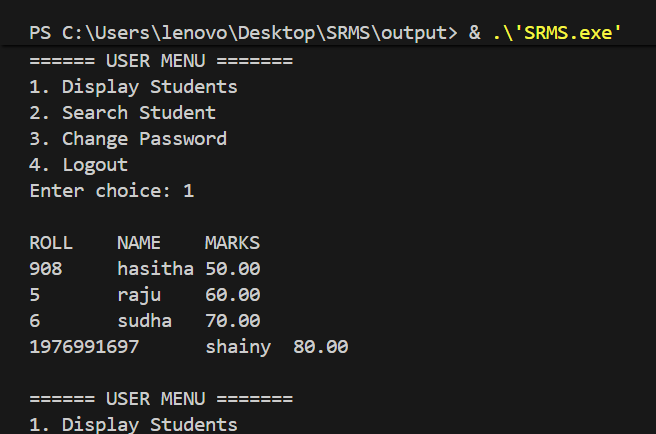 PS C:\Users\lenovo\Desktop\SRMS\output> & .\'SRMS.exe'
====== USER MENU =======
1. Display Students
2. Search Student
3. Change Password
4. Logout
Enter choice: 1
ROLL    NAME    MARKS
908     hasitha 50.00
5       raju    60.00
6       sudha   70.00
1976991697      shainy  80.00
====== USER MENU =======
1. Display Students